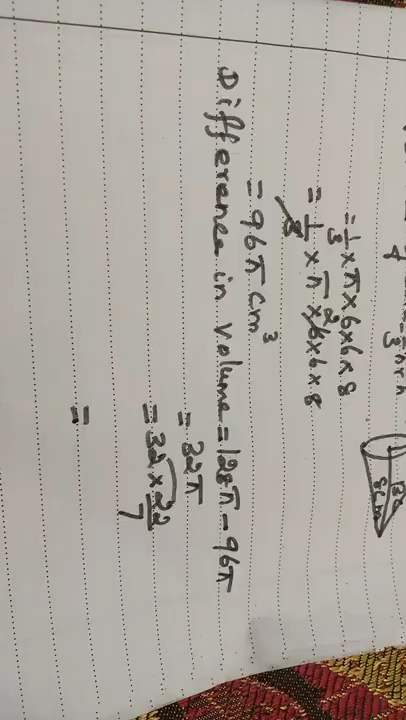 = 1/3 × π × 6 × 6 × 8
= 1/3 × π × 6 × 6 × 8
2
= 96π cm³
Difference in volume = 128π – 96π
= 32π
= 32 × 22/7
=